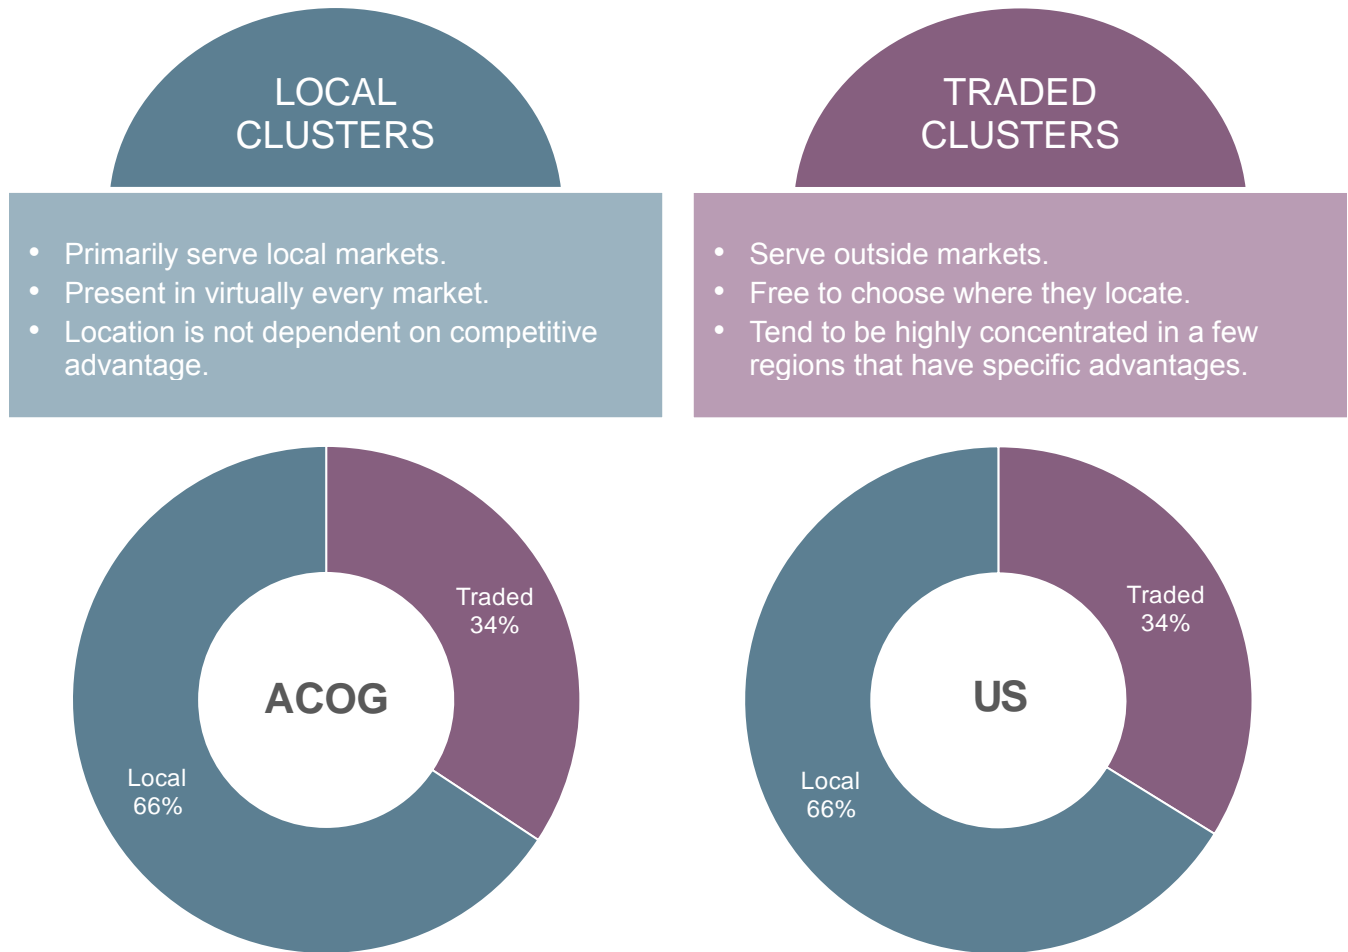 LOCAL
CLUSTERS
• Primarily serve local markets.
• Present in virtually every market.
• Location is not dependent on competitive
advantage.
TRADED
CLUSTERS
• Serve outside markets.
• Free to choose where they locate.
• Tend to be highly concentrated in a few
regions that have specific advantages.
Traded
34%
ACOG
Local
66%
Traded
34%
US
Local
66%